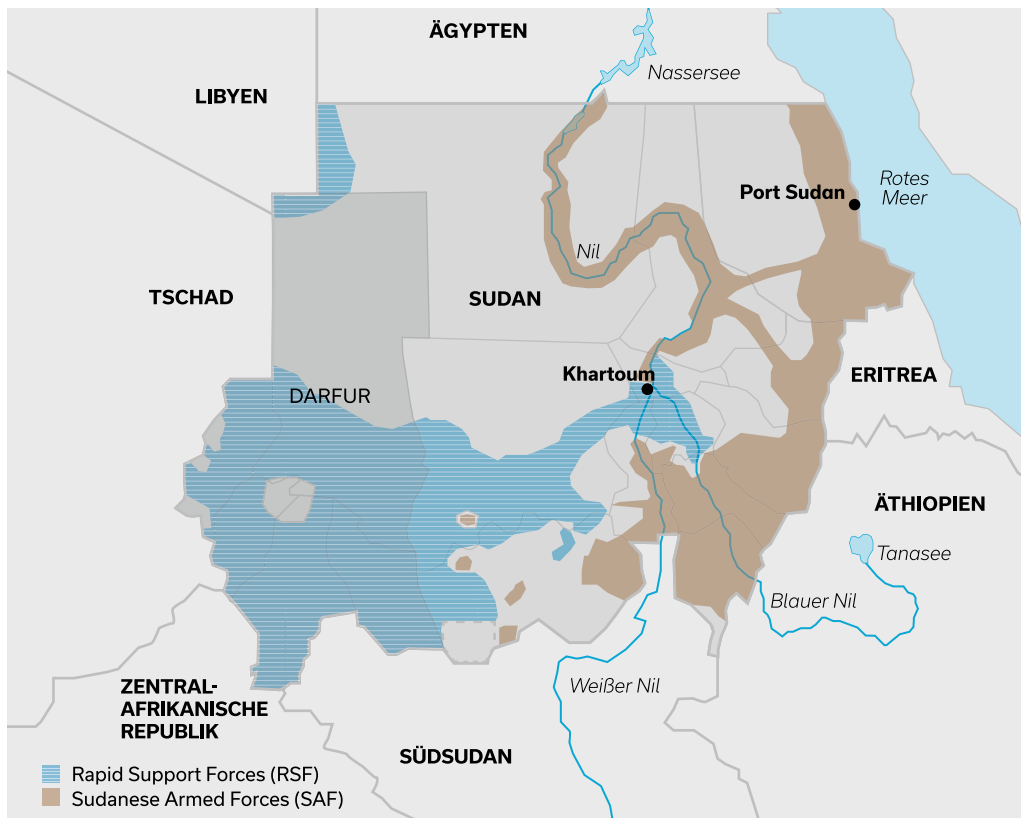 ÄGYPTEN
Nassersee
LIBYEN
Port Sudan
Rotes
Meer
Nil
TSCHAD
SUDAN
Khartoum
ERITREA
DARFUR
ÄTHIOPIEN
Tanasee
Blauer Nil
Weißer Nil
ZENTRAL-
AFRIKANISCHE
REPUBLIK
SÜDSUDAN
Rapid Support Forces (RSF)
Sudanese Armed Forces (SAF)